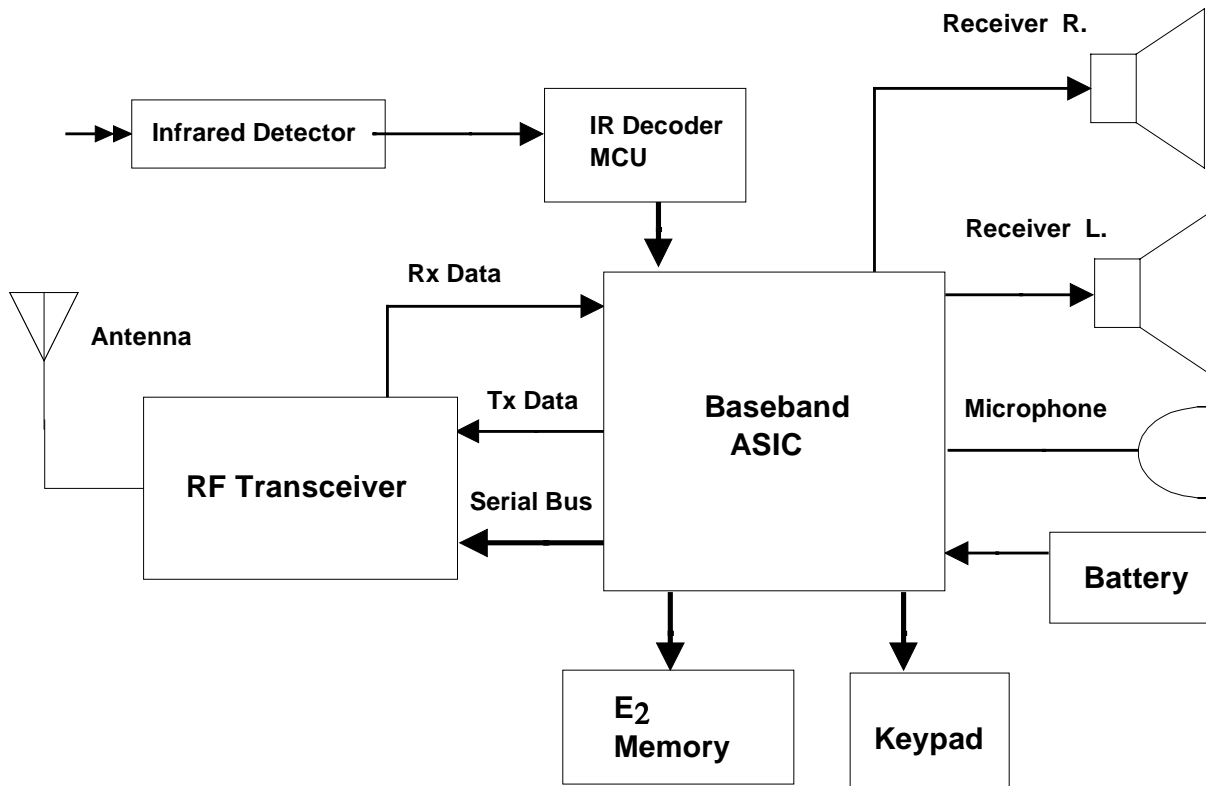 Receiver R.
Infrared Detector
IR Decoder
MCU
Receiver L.
Rx Data
Antenna
Tx Data
Baseband
ASIC
Microphone
RF Transceiver
Serial Bus
Battery
E2
Memory
Keypad